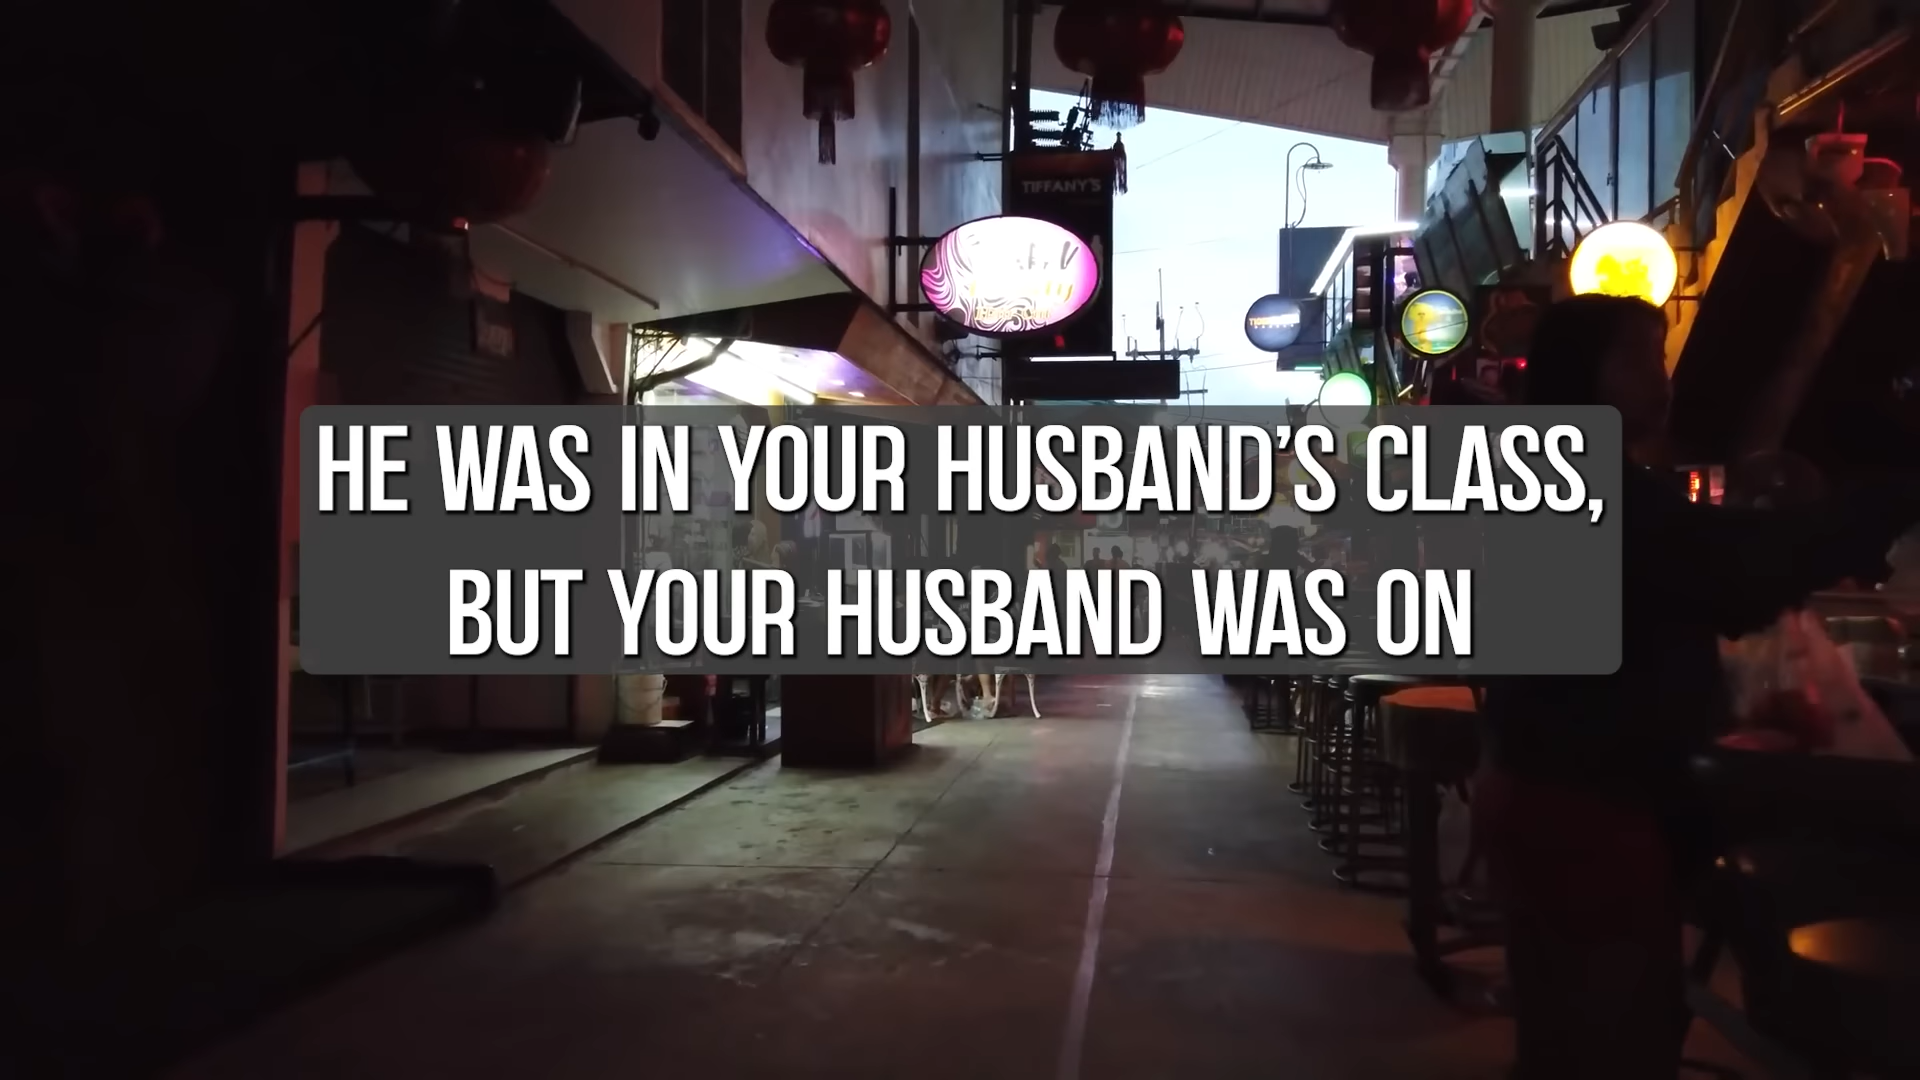 TIFFANY'S
HE WAS IN YOUR HUSBAND’S CLASS,
BUT YOUR HUSBAND WAS ON